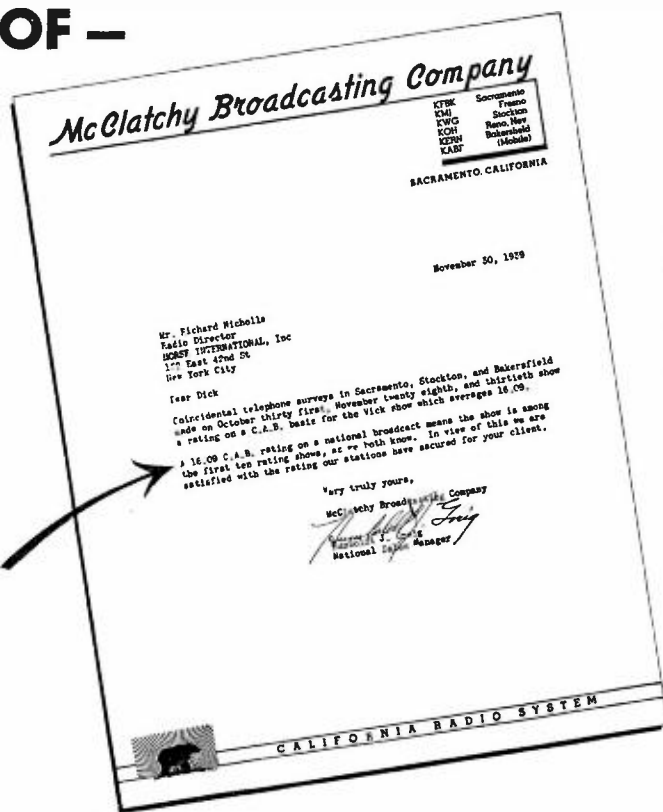 OF —
McClatchy Broadcasting Company
KFBK Sacramento
KMJ Fresno
KWG Stockton
KOH Reno, Nev
KERN Bakersfield
KABF (Mobile)
SACRAMENTO, CALIFORNIA
November 30, 1939
Mr. Richard Nicholls
Radio Director
MORSE INTERNATIONAL, Inc
East 42nd St
New York City
Dear Dick
Coincidental telephone surveys in Sacramento, Stockton, and Bakersfield
made on October thirty first, November twenty eighth, and thirtieth show
a rating on a C.A.B. basis for the Vick show which averages 16.09.
A 16.09 C.A.B. rating on a national broadcast means the show is among
the first ten rating shows, as we both know. In view of this we are
satisfied with the rating our stations have secured for your client.
Very truly yours,
McClatchy Broadcasting Company
J. Greig
National Sales Manager
CALIFORNIA RADIO SYSTEM